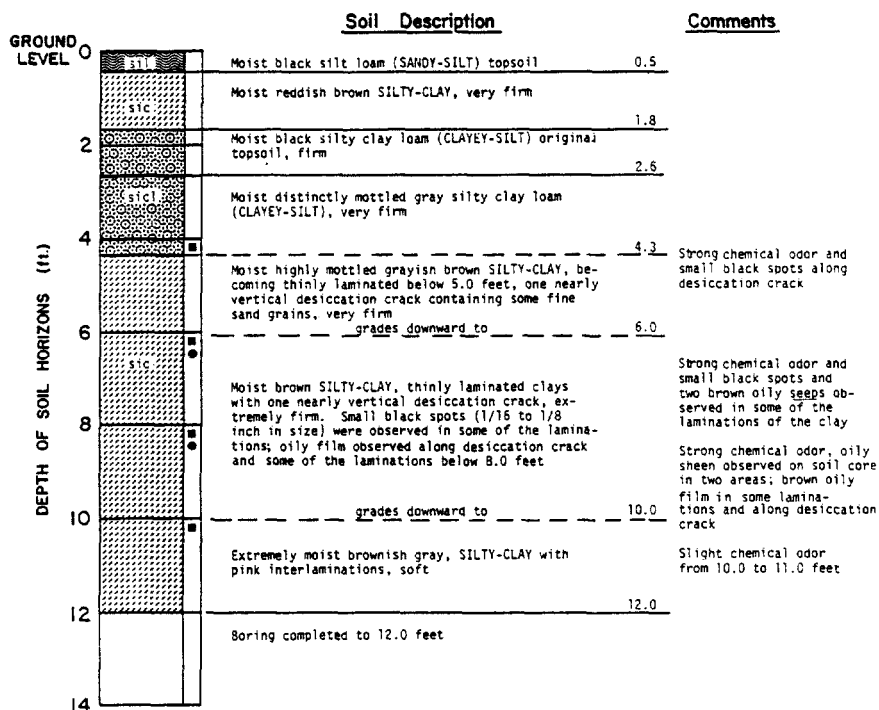 Soil Description
Comments
GROUND
LEVEL
0
sil
Moist black silt loam (SANDY-SILT) topsoil
0.5
sic
Moist reddish brown SILTY-CLAY, very firm
1.8
2
Moist black silty clay loam (CLAYEY-SILT) original
topsoil, firm
2.6
sicl
Moist distinctly mottled gray silty clay loam
(CLAYEY-SILT), very firm
4
4.3
Strong chemical odor and
small black spots along
desiccation crack
Moist highly mottled grayish brown SILTY-CLAY, be-
coming thinly laminated below 5.0 feet, one nearly
vertical desiccation crack containing some fine
sand grains, very firm
6
grades downward to
6.0
sic
Moist brown SILTY-CLAY, thinly laminated clays
with one nearly vertical desiccation crack, ex-
tremely firm. Small black spots (1/16 to 1/8
inch in size) were observed in some of the lamina-
tions; oily film observed along desiccation crack
and some of the laminations below 8.0 feet
Strong chemical odor and
small black spots and
two brown oily seeps ob-
served in some of the
laminations of the clay
8
Strong chemical odor, oily
sheen observed on soil core
in two areas; brown oily
film in some lamina-
tions and along desiccation
crack
10
grades downward to
10.0
Extremely moist brownish gray, SILTY-CLAY with
pink interlaminations, soft
Slight chemical odor
from 10.0 to 11.0 feet
12
12.0
Boring completed to 12.0 feet
14
DEPTH OF SOIL HORIZONS (ft.)